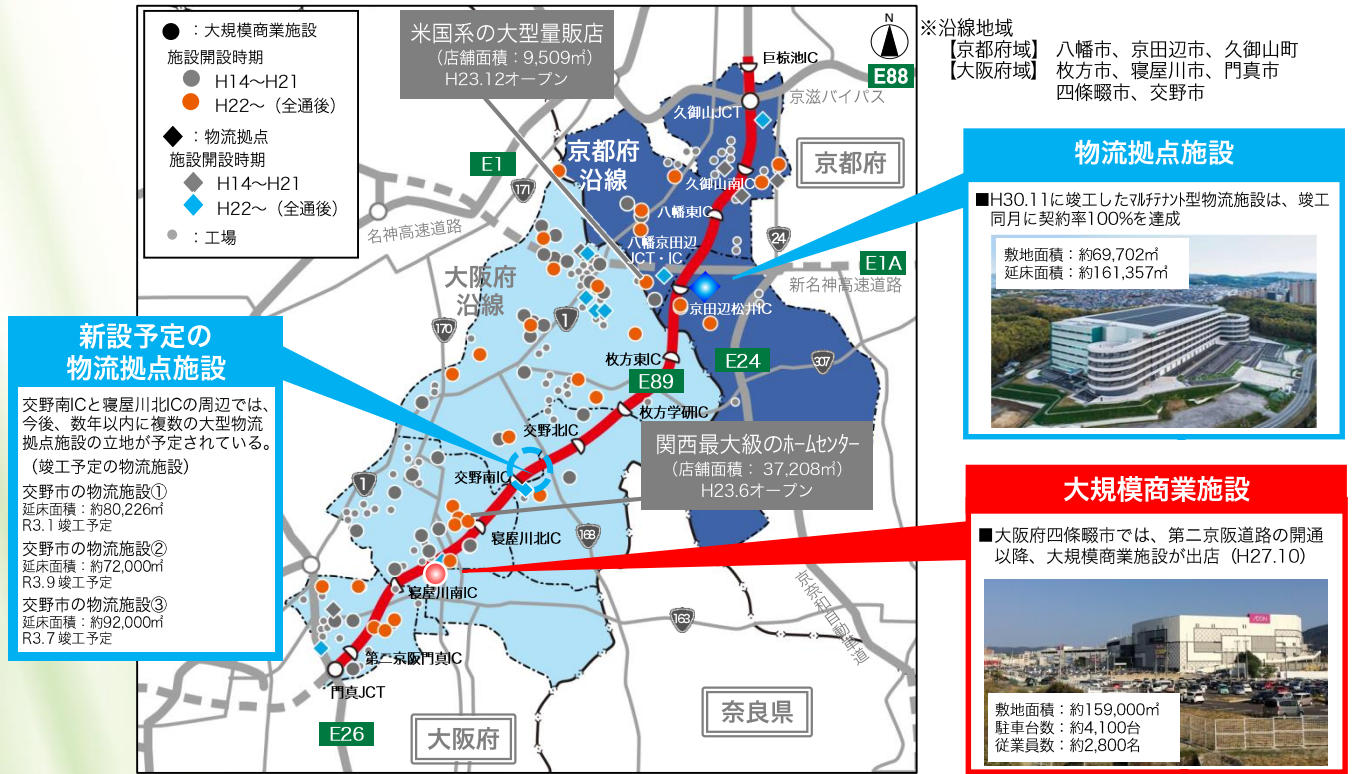 ● ：大規模商業施設
施設開設時期
H14～H21
H22～（全通後）
◆ ：物流拠点
施設開設時期
H14～H21
H22～（全通後）
：工場
米国系の大型量販店
（店舗面積：9,509㎡）
H23.12オープン
N
E88
※沿線地域
【京都府域】 八幡市、京田辺市、久御山町
【大阪府域】 枚方市、寝屋川市、門真市
四條畷市、交野市
巨椋池IC
京滋バイパス
久御山JCT
京都府
沿線
E1
171
久御山南IC
京都府
八幡東IC
名神高速道路
24
八幡京田辺
JCT・IC
E1A
新名神高速道路
大阪府
沿線
京田辺松井IC
170
1
枚方東IC
E24
307
E89
枚方学研IC
交野北IC
関西最大級のホームセンター
（店舗面積： 37,208㎡）
H23.6オープン
交野南IC
1
寝屋川北IC
168
寝屋川南IC
163
京奈和自動車道
第二京阪門真IC
門真JCT
E26
大阪府
奈良県
新設予定の
物流拠点施設
交野南ICと寝屋川北ICの周辺では、
今後、数年以内に複数の大型物流
拠点施設の立地が予定されている。
（竣工予定の物流施設）
交野市の物流施設①
延床面積：約80,226㎡
R3.1 竣工予定
交野市の物流施設②
延床面積：約72,000㎡
R3.9 竣工予定
交野市の物流施設③
延床面積：約92,000㎡
R3.7 竣工予定
物流拠点施設
■H30.11に竣工したﾏﾙﾁﾃﾅﾝﾄ型物流施設は、竣工
同月に契約率100%を達成
敷地面積：約69,702㎡
延床面積：約161,357㎡
大規模商業施設
■大阪府四條畷市では、第二京阪道路の開通
以降、大規模商業施設が出店（H27.10）
AEON
敷地面積：約159,000㎡
駐車台数：約4,100台
従業員数：約2,800名